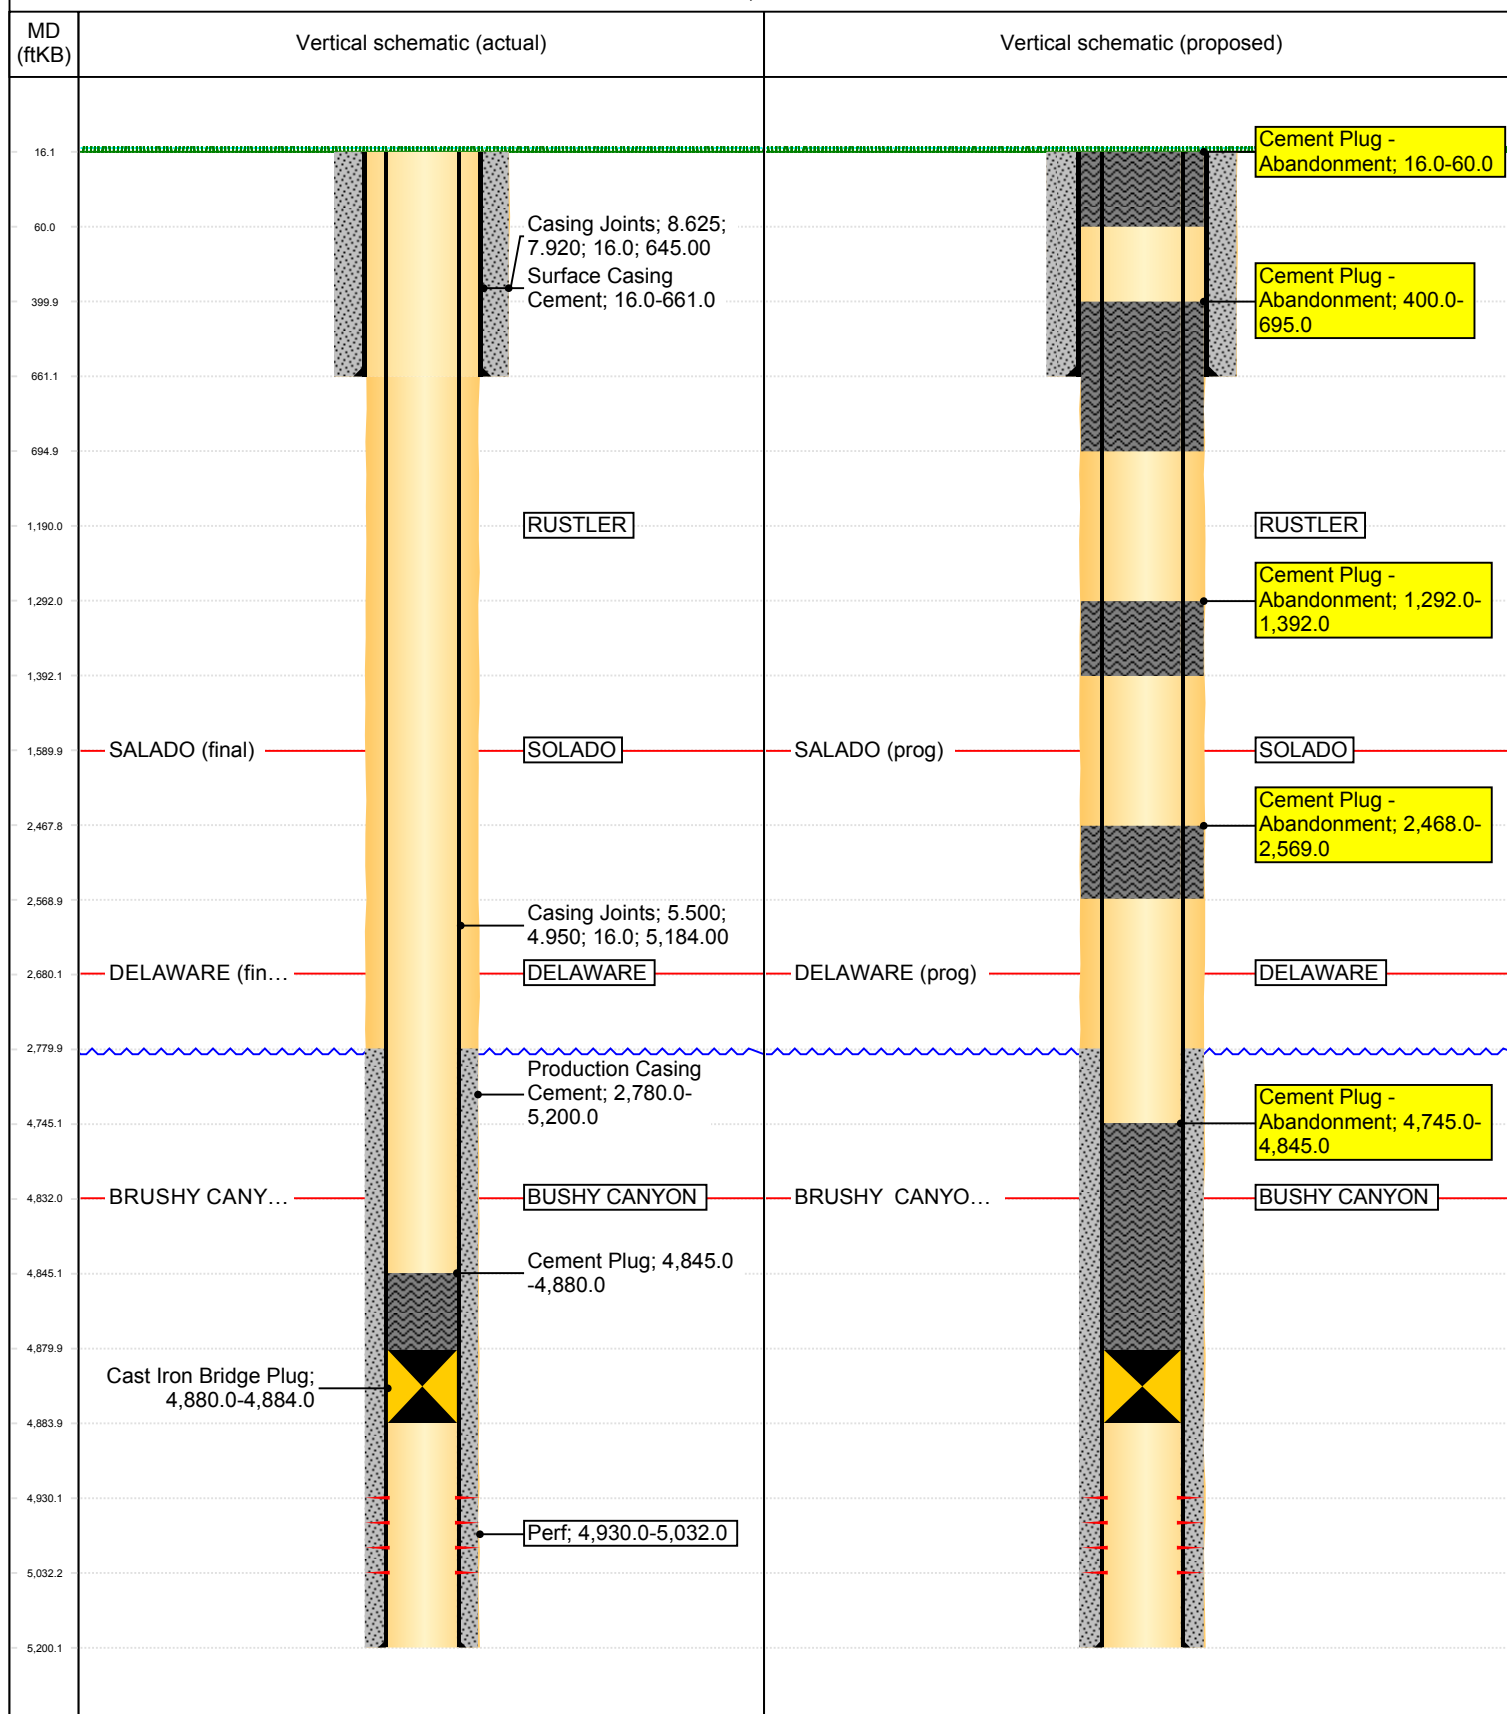 MD
(ftKB)
Vertical schematic (actual)
Vertical schematic (proposed)
16.1
60.0
399.9
661.1
694.9
1,190.0
1,292.0
1,392.1
1,589.9
2,467.8
2,568.9
2,680.1
2,779.9
4,745.1
4,832.0
4,845.1
4,879.9
4,883.9
4,930.1
5,032.2
5,200.1
Casing Joints; 8.625;
7.920; 16.0; 645.00
Surface Casing
Cement; 16.0-661.0
RUSTLER
SALADO (final)
SOLADO
Casing Joints; 5.500;
4.950; 16.0; 5,184.00
DELAWARE (fin…
DELAWARE
Production Casing
Cement; 2,780.0-
5,200.0
BRUSHY CANY…
BUSHY CANYON
Cement Plug; 4,845.0
-4,880.0
Cast Iron Bridge Plug;
4,880.0-4,884.0
Perf; 4,930.0-5,032.0
Cement Plug -
Abandonment; 16.0-60.0
Cement Plug -
Abandonment; 400.0-
695.0
RUSTLER
Cement Plug -
Abandonment; 1,292.0-
1,392.0
SALADO (prog)
SOLADO
Cement Plug -
Abandonment; 2,468.0-
2,569.0
DELAWARE (prog)
DELAWARE
Cement Plug -
Abandonment; 4,745.0-
4,845.0
BRUSHY  CANYO…
BUSHY CANYON